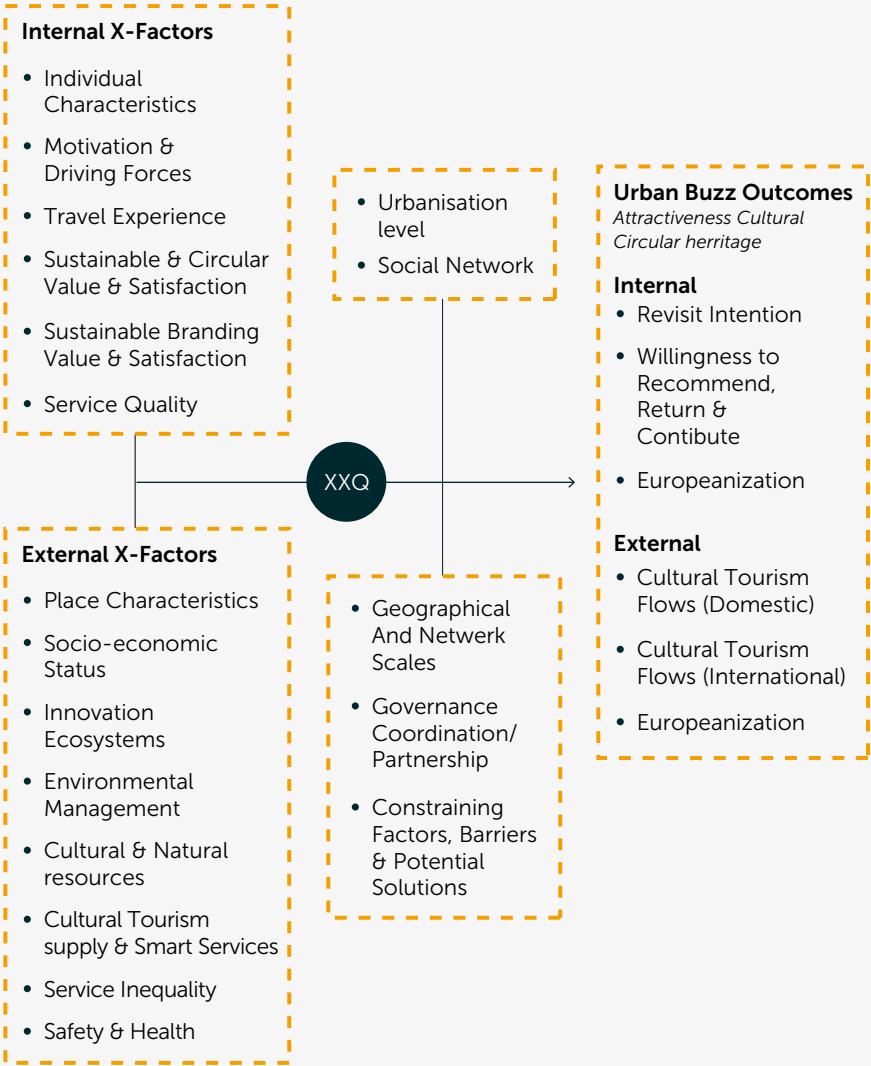 Internal X-Factors
• Individual
Characteristics
• Motivation &
Driving Forces
• Travel Experience
• Sustainable & Circular
Value & Satisfaction
• Sustainable Branding
Value & Satisfaction
• Service Quality
External X-Factors
• Place Characteristics
• Socio-economic
Status
• Innovation
Ecosystems
• Environmental
Management
• Cultural & Natural
resources
• Cultural Tourism
supply & Smart Services
• Service Inequality
• Safety & Health
XXQ
• Urbanisation
level
• Social Network
• Geographical
And Netwerk
Scales
• Governance
Coordination/
Partnership
• Constraining
Factors, Barriers
& Potential
Solutions
Urban Buzz Outcomes
Attractiveness Cultural
Circular herritage
Internal
• Revisit Intention
• Willingness to
Recommend,
Return &
Contibute
• Europeanization
External
• Cultural Tourism
Flows (Domestic)
• Cultural Tourism
Flows (International)
• Europeanization